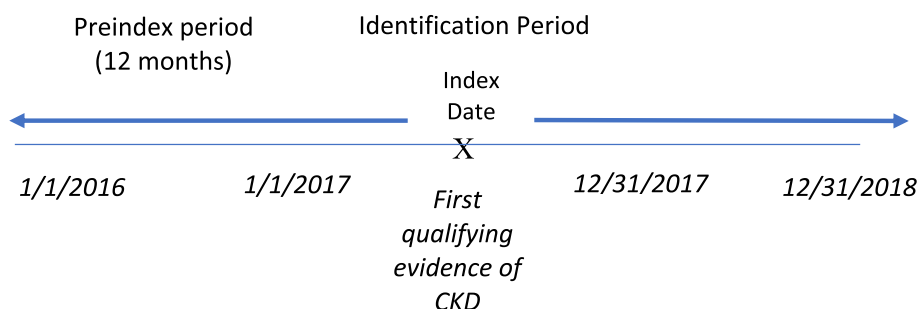 Preindex period
(12 months)
Identification Period
Index
Date
X
1/1/2016
1/1/2017
12/31/2017
12/31/2018
First
qualifying
evidence of
CKD